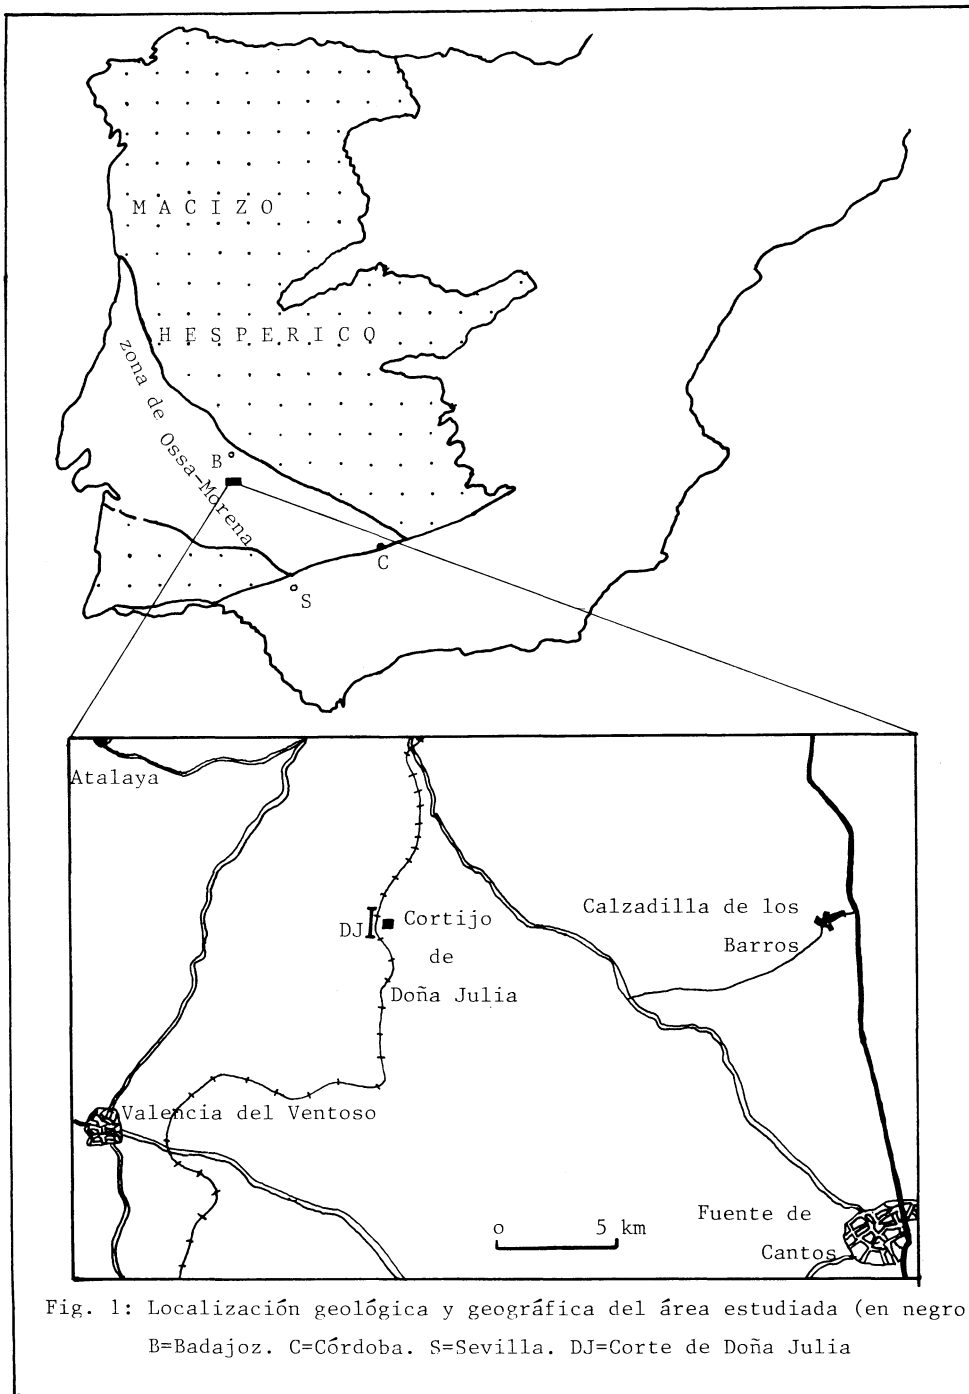 MACIZO
HESPERICO
zona de Ossa-Morena
B
C
S
Atalaya
Calzadilla de los
Barros
DJ
Cortijo
de
Doña Julia
Valencia del Ventoso
Fuente de
Cantos
o 5 km
Fig. 1: Localización geológica y geográfica del área estudiada (en negro
B=Badajoz. C=Córdoba. S=Sevilla. DJ=Corte de Doña Julia